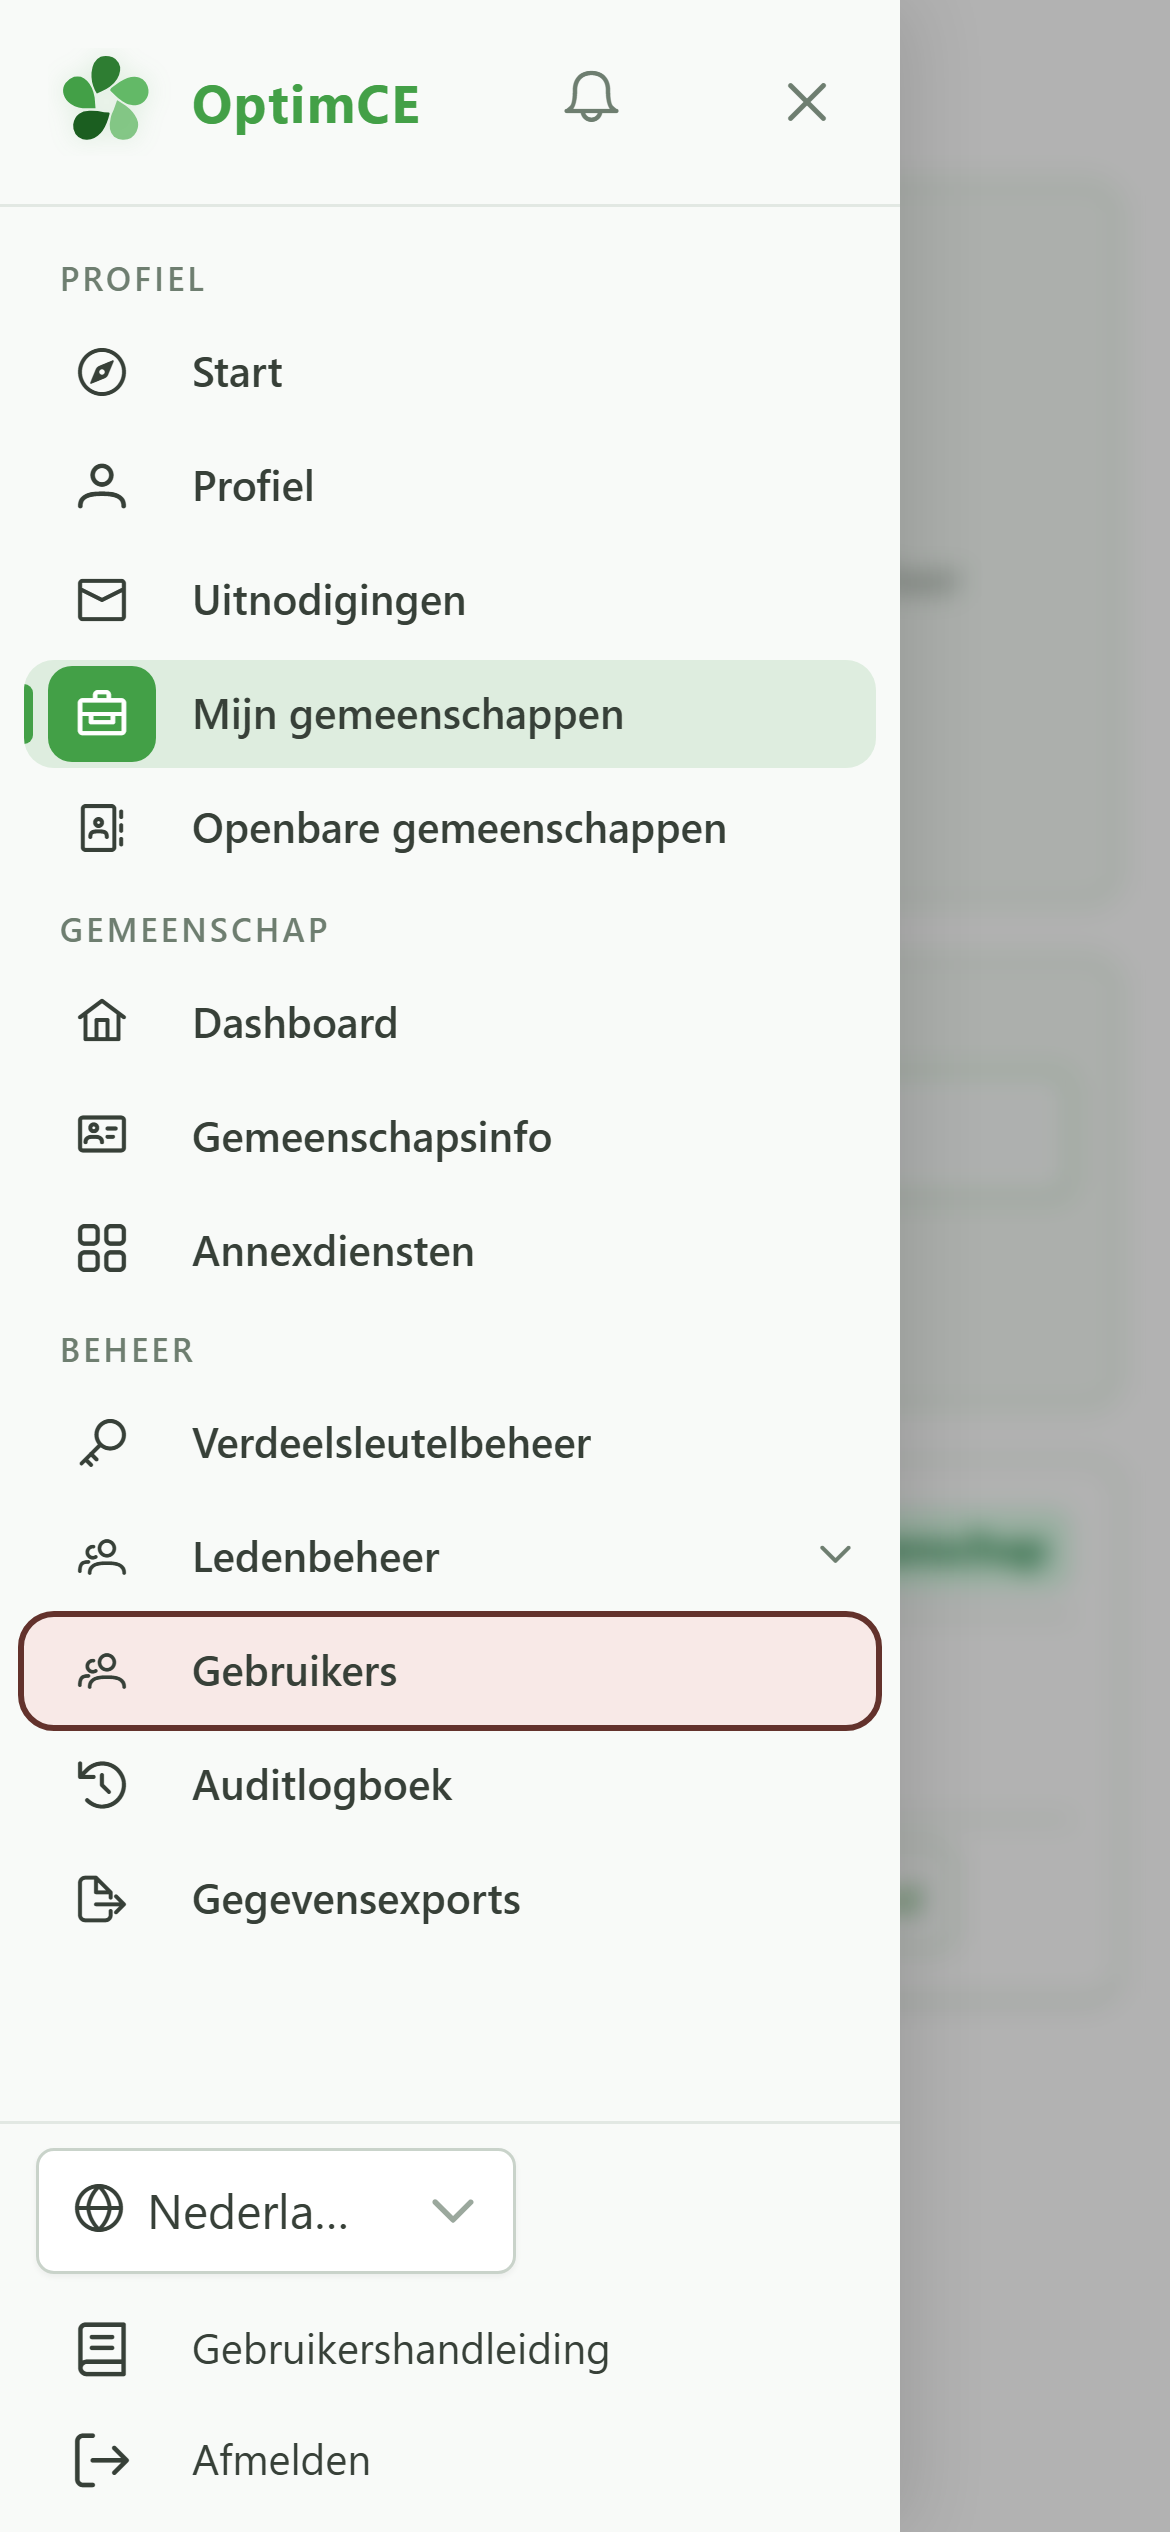 OptimCE
PROFIEL
Start
Profiel
Uitnodigingen
Mijn gemeenschappen
Openbare gemeenschappen
GEMEENSCHAP
Dashboard
Gemeenschapsinfo
Annexdiensten
BEHEER
Verdeelsleutelbeheer
Ledenbeheer
Gebruikers
Auditlogboek
Gegevensexports
Nederla...
Gebruikershandleiding
Afmelden